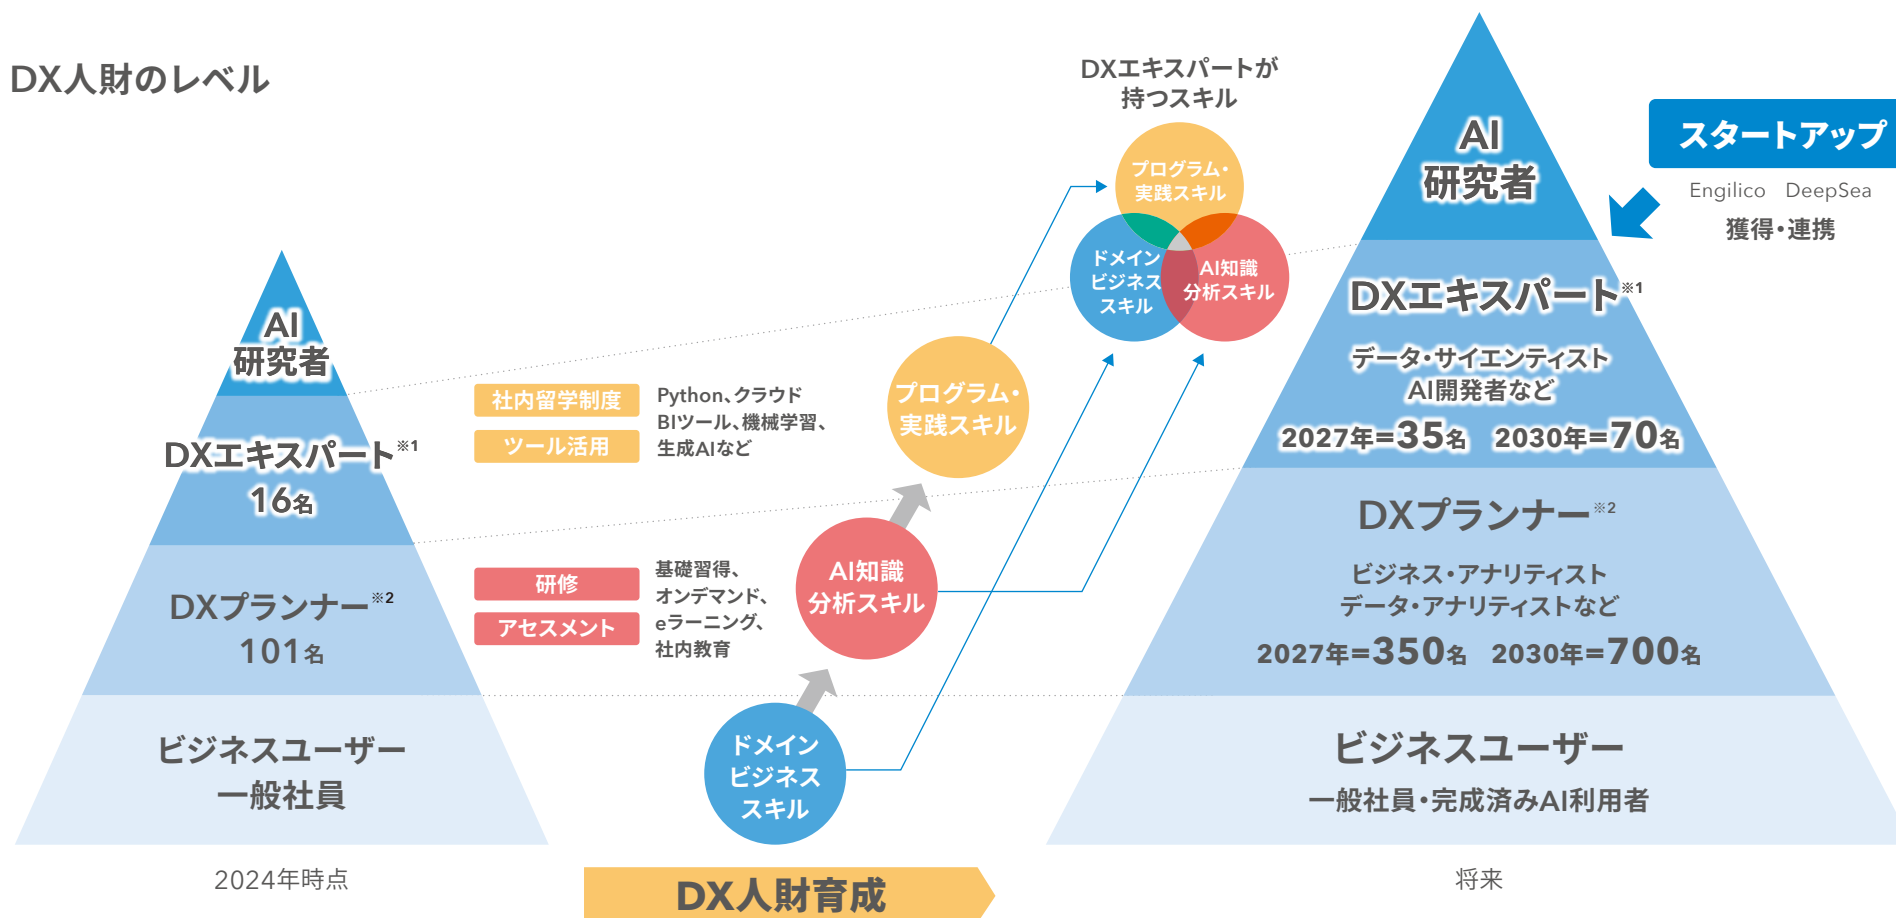 DX人財のレベル
AI
研究者
DXエキスパート※1
16名
DXプランナー※2
101名
ビジネスユーザー
一般社員
2024年時点
社内留学制度
ツール活用
Python、クラウド
BIツール、機械学習、
生成AIなど
研修
アセスメント
基礎習得、
オンデマンド、
eラーニング、
社内教育
プログラム・
実践スキル
AI知識
分析スキル
ドメイン
ビジネス
スキル
DX人財育成
DXエキスパートが
持つスキル
プログラム・
実践スキル
ドメイン
ビジネス
スキル
AI知識
分析スキル
AI
研究者
DXエキスパート※1
データ・サイエンティスト
AI開発者など
2027年=35名 2030年=70名
DXプランナー※2
ビジネス・アナリティスト
データ・アナリティストなど
2027年=350名 2030年=700名
ビジネスユーザー
一般社員・完成済みAI利用者
将来
スタートアップ
Engilico DeepSea
獲得・連携